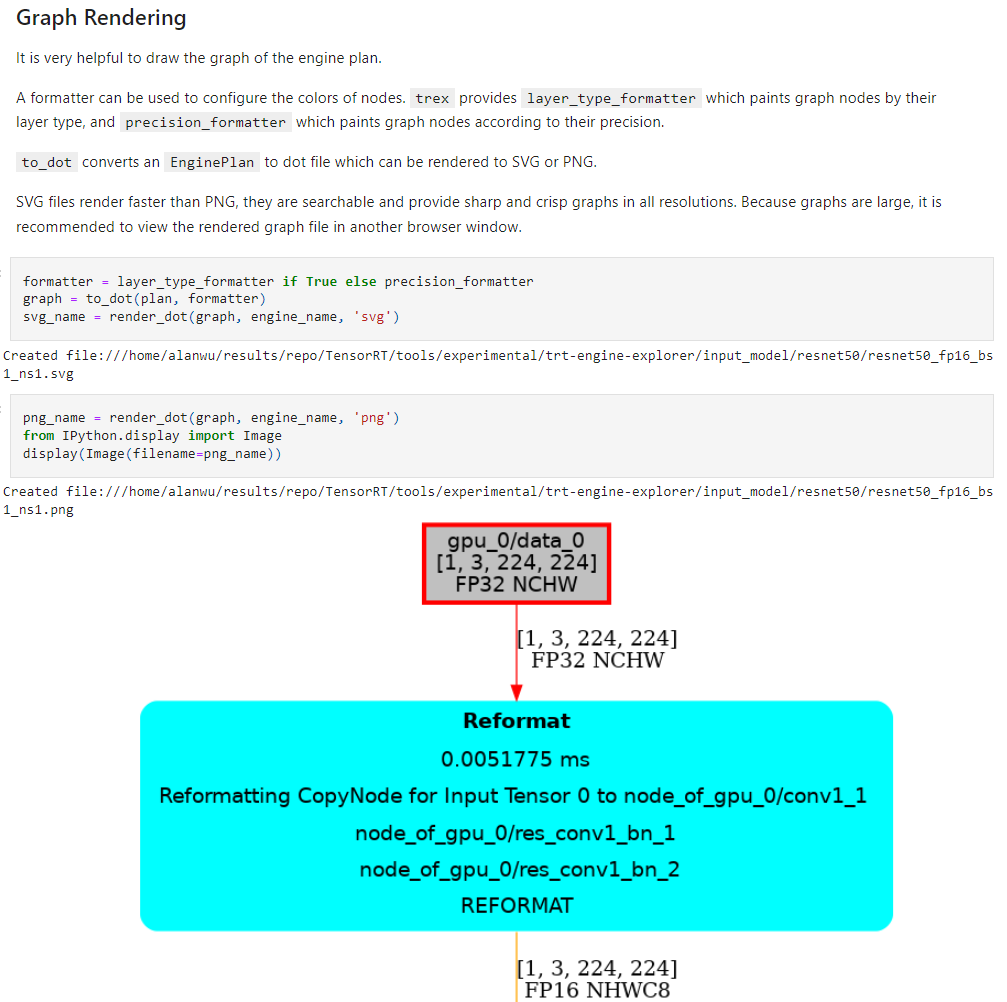 Graph Rendering
It is very helpful to draw the graph of the engine plan.
A formatter can be used to configure the colors of nodes. trex provides layer_type_formatter which paints graph nodes by their
layer type, and precision_formatter which paints graph nodes according to their precision.
to_dot converts an EnginePlan to dot file which can be rendered to SVG or PNG.
SVG files render faster than PNG, they are searchable and provide sharp and crisp graphs in all resolutions. Because graphs are large, it is
recommended to view the rendered graph file in another browser window.
formatter = layer_type_formatter if True else precision_formatter
graph = to_dot(plan, formatter)
svg_name = render_dot(graph, engine_name, 'svg')
Created file:///home/alanwu/results/repo/TensorRT/tools/experimental/trt-engine-explorer/input_model/resnet50/resnet50_fp16_bs
1_ns1.svg
png_name = render_dot(graph, engine_name, 'png')
from IPython.display import Image
display(Image(filename=png_name))
Created file:///home/alanwu/results/repo/TensorRT/tools/experimental/trt-engine-explorer/input_model/resnet50/resnet50_fp16_bs
1_ns1.png
gpu_0/data_0
[1, 3, 224, 224]
FP32 NCHW
[1, 3, 224, 224]
FP32 NCHW
Reformat
0.0051775 ms
Reformatting CopyNode for Input Tensor 0 to node_of_gpu_0/conv1_1
node_of_gpu_0/res_conv1_bn_1
node_of_gpu_0/res_conv1_bn_2
REFORMAT
[1, 3, 224, 224]
FP16 NHWC8